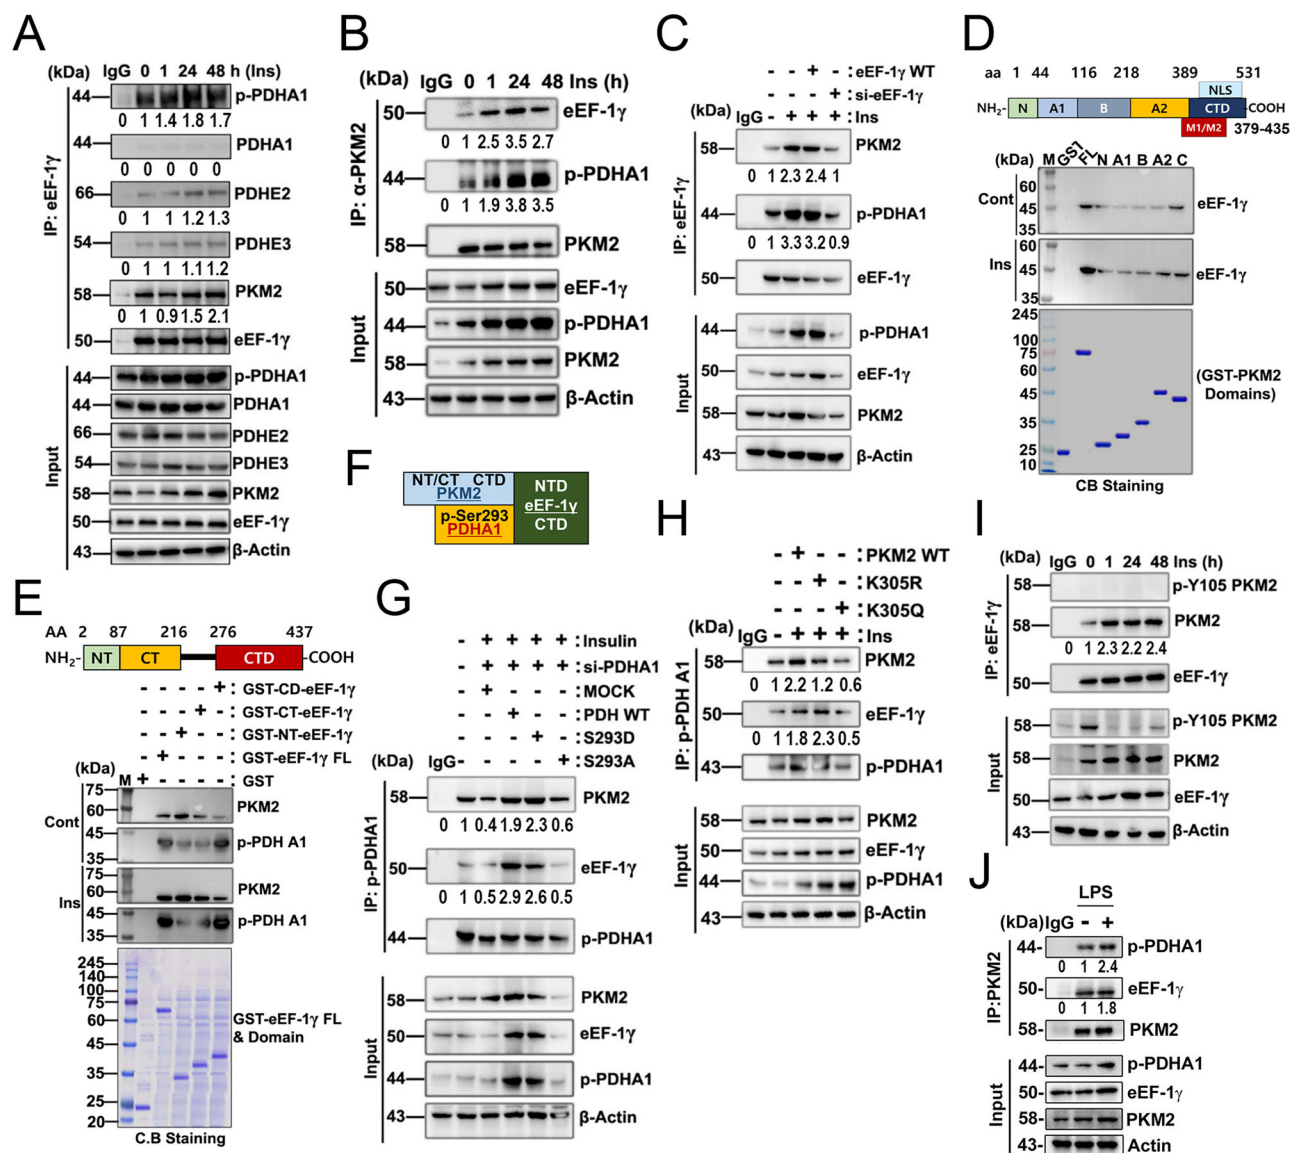 A
(kDa) IgG 0 1 24 48 h (Ins)
IP: eEF-1γ
44 p-PDHA1
0 1 1.4 1.8 1.7
44 PDHA1
0 0 0 0 0
66 PDHE2
0 1 1 1.2 1.3
54 PDHE3
0 1 1 1.1 1.2
58 PKM2
0 1 0.9 1.5 2.1
50 eEF-1γ
Input
44 p-PDHA1
44 PDHA1
66 PDHE2
54 PDHE3
58 PKM2
50 eEF-1γ
43 β-Actin
B
(kDa) IgG 0 1 24 48 Ins (h)
IP: α-PKM2
50 eEF-1γ
0 1 2.5 3.5 2.7
44 p-PDHA1
0 1 1.9 3.8 3.5
58 PKM2
Input
50 eEF-1γ
44 p-PDHA1
58 PKM2
43 β-Actin
C
- - + - : eEF-1γ WT
- - - + : si-eEF-1γ
(kDa) IgG - + + + : Ins
IP: eEF-1γ
58 PKM2
0 1 2.3 2.4 1
44 p-PDHA1
0 1 3.3 3.2 0.9
50 eEF-1γ
Input
44 p-PDHA1
50 eEF-1γ
58 PKM2
43 β-Actin
D
aa 1 44 116 218 389 531
NLS
NH₂- N A1 B A2 CTD -COOH
M1/M2 379-435
(kDa) M GST FL N A1 B A2 C
Cont
60
45 eEF-1γ
35
Ins
60
45 eEF-1γ
35
245
100
75
60
45
35
25
10
(GST-PKM2
Domains)
CB Staining
E
AA 2 87 216 276 437
NH₂- NT CT CTD -COOH
- - - - + : GST-CD-eEF-1γ
- - - + - : GST-CT-eEF-1γ
- - + - - : GST-NT-eEF-1γ
- + - - - : GST-eEF-1γ FL
(kDa) M + - - - - : GST
Cont
75
60 PKM2
45
35 p-PDH A1
Ins
75
60 PKM2
45
35 p-PDH A1
245
140
100
75
60
45
35
25
20
GST-eEF-1γ FL
& Domain
C.B Staining
F
NT/CT CTD
PKM2
p-Ser293
PDHA1
NTD
eEF-1γ
CTD
G
- + + + + : Insulin
- + + + + : si-PDHA1
- + - - - : MOCK
- - + - - : PDH WT
- - - + - : S293D
(kDa) IgG - - - - + : S293A
IP: p-PDHA1
58 PKM2
0 1 0.4 1.9 2.3 0.6
50 eEF-1γ
0 1 0.5 2.9 2.6 0.5
44 p-PDHA1
Input
58 PKM2
50 eEF-1γ
44 p-PDHA1
43 β-Actin
H
- + - - : PKM2 WT
- - + - : K305R
- - - + : K305Q
(kDa) IgG - + + + : Ins
IP: p-PDH A1
58 PKM2
0 1 2.2 1.2 0.6
50 eEF-1γ
0 1 1.8 2.3 0.5
43 p-PDHA1
Input
58 PKM2
50 eEF-1γ
44 p-PDHA1
43 β-Actin
I
(kDa) IgG 0 1 24 48 Ins (h)
IP: eEF-1γ
58 p-Y105 PKM2
58 PKM2
0 1 2.3 2.2 2.4
50 eEF-1γ
Input
58 p-Y105 PKM2
58 PKM2
50 eEF-1γ
43 β-Actin
J
LPS
(kDa) IgG - +
IP:PKM2
44- p-PDHA1
0 1 2.4
50- eEF-1γ
0 1 1.8
58- PKM2
Input
44- p-PDHA1
50- eEF-1γ
58- PKM2
43- Actin